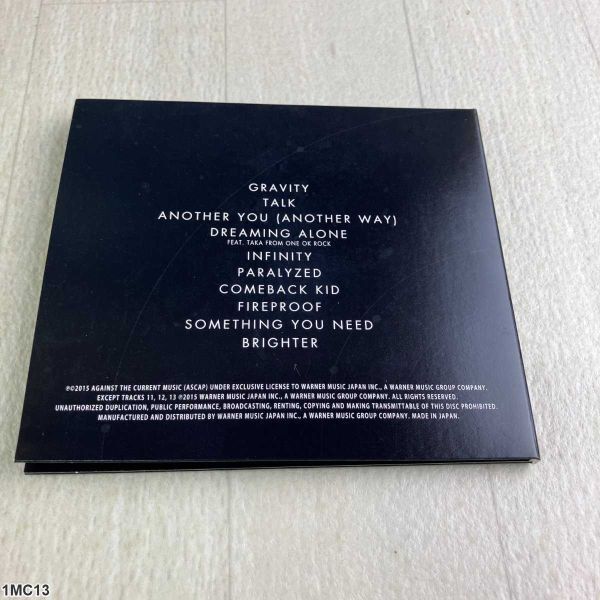 GRAVITY
TALK
ANOTHER YOU (ANOTHER WAY)
DREAMING ALONE
FEAT. TAKA FROM ONE OK ROCK
INFINITY
PARALYZED
COMEBACK KID
FIREPROOF
SOMETHING YOU NEED
BRIGHTER
℗©2015 AGAINST THE CURRENT MUSIC (ASCAP) UNDER EXCLUSIVE LICENSE TO WARNER MUSIC JAPAN INC., A WARNER MUSIC GROUP COMPANY.
EXCEPT TRACKS 11, 12, 13 ℗2015 WARNER MUSIC JAPAN INC., A WARNER MUSIC GROUP COMPANY. ALL RIGHTS RESERVED.
UNAUTHORIZED DUPLICATION, PUBLIC PERFORMANCE, BROADCASTING, RENTING, COPYING AND MAKING TRANSMITTABLE OF THIS DISC PROHIBITED.
MANUFACTURED AND DISTRIBUTED BY WARNER MUSIC JAPAN INC., A WARNER MUSIC GROUP COMPANY. MADE IN JAPAN.
1MC13